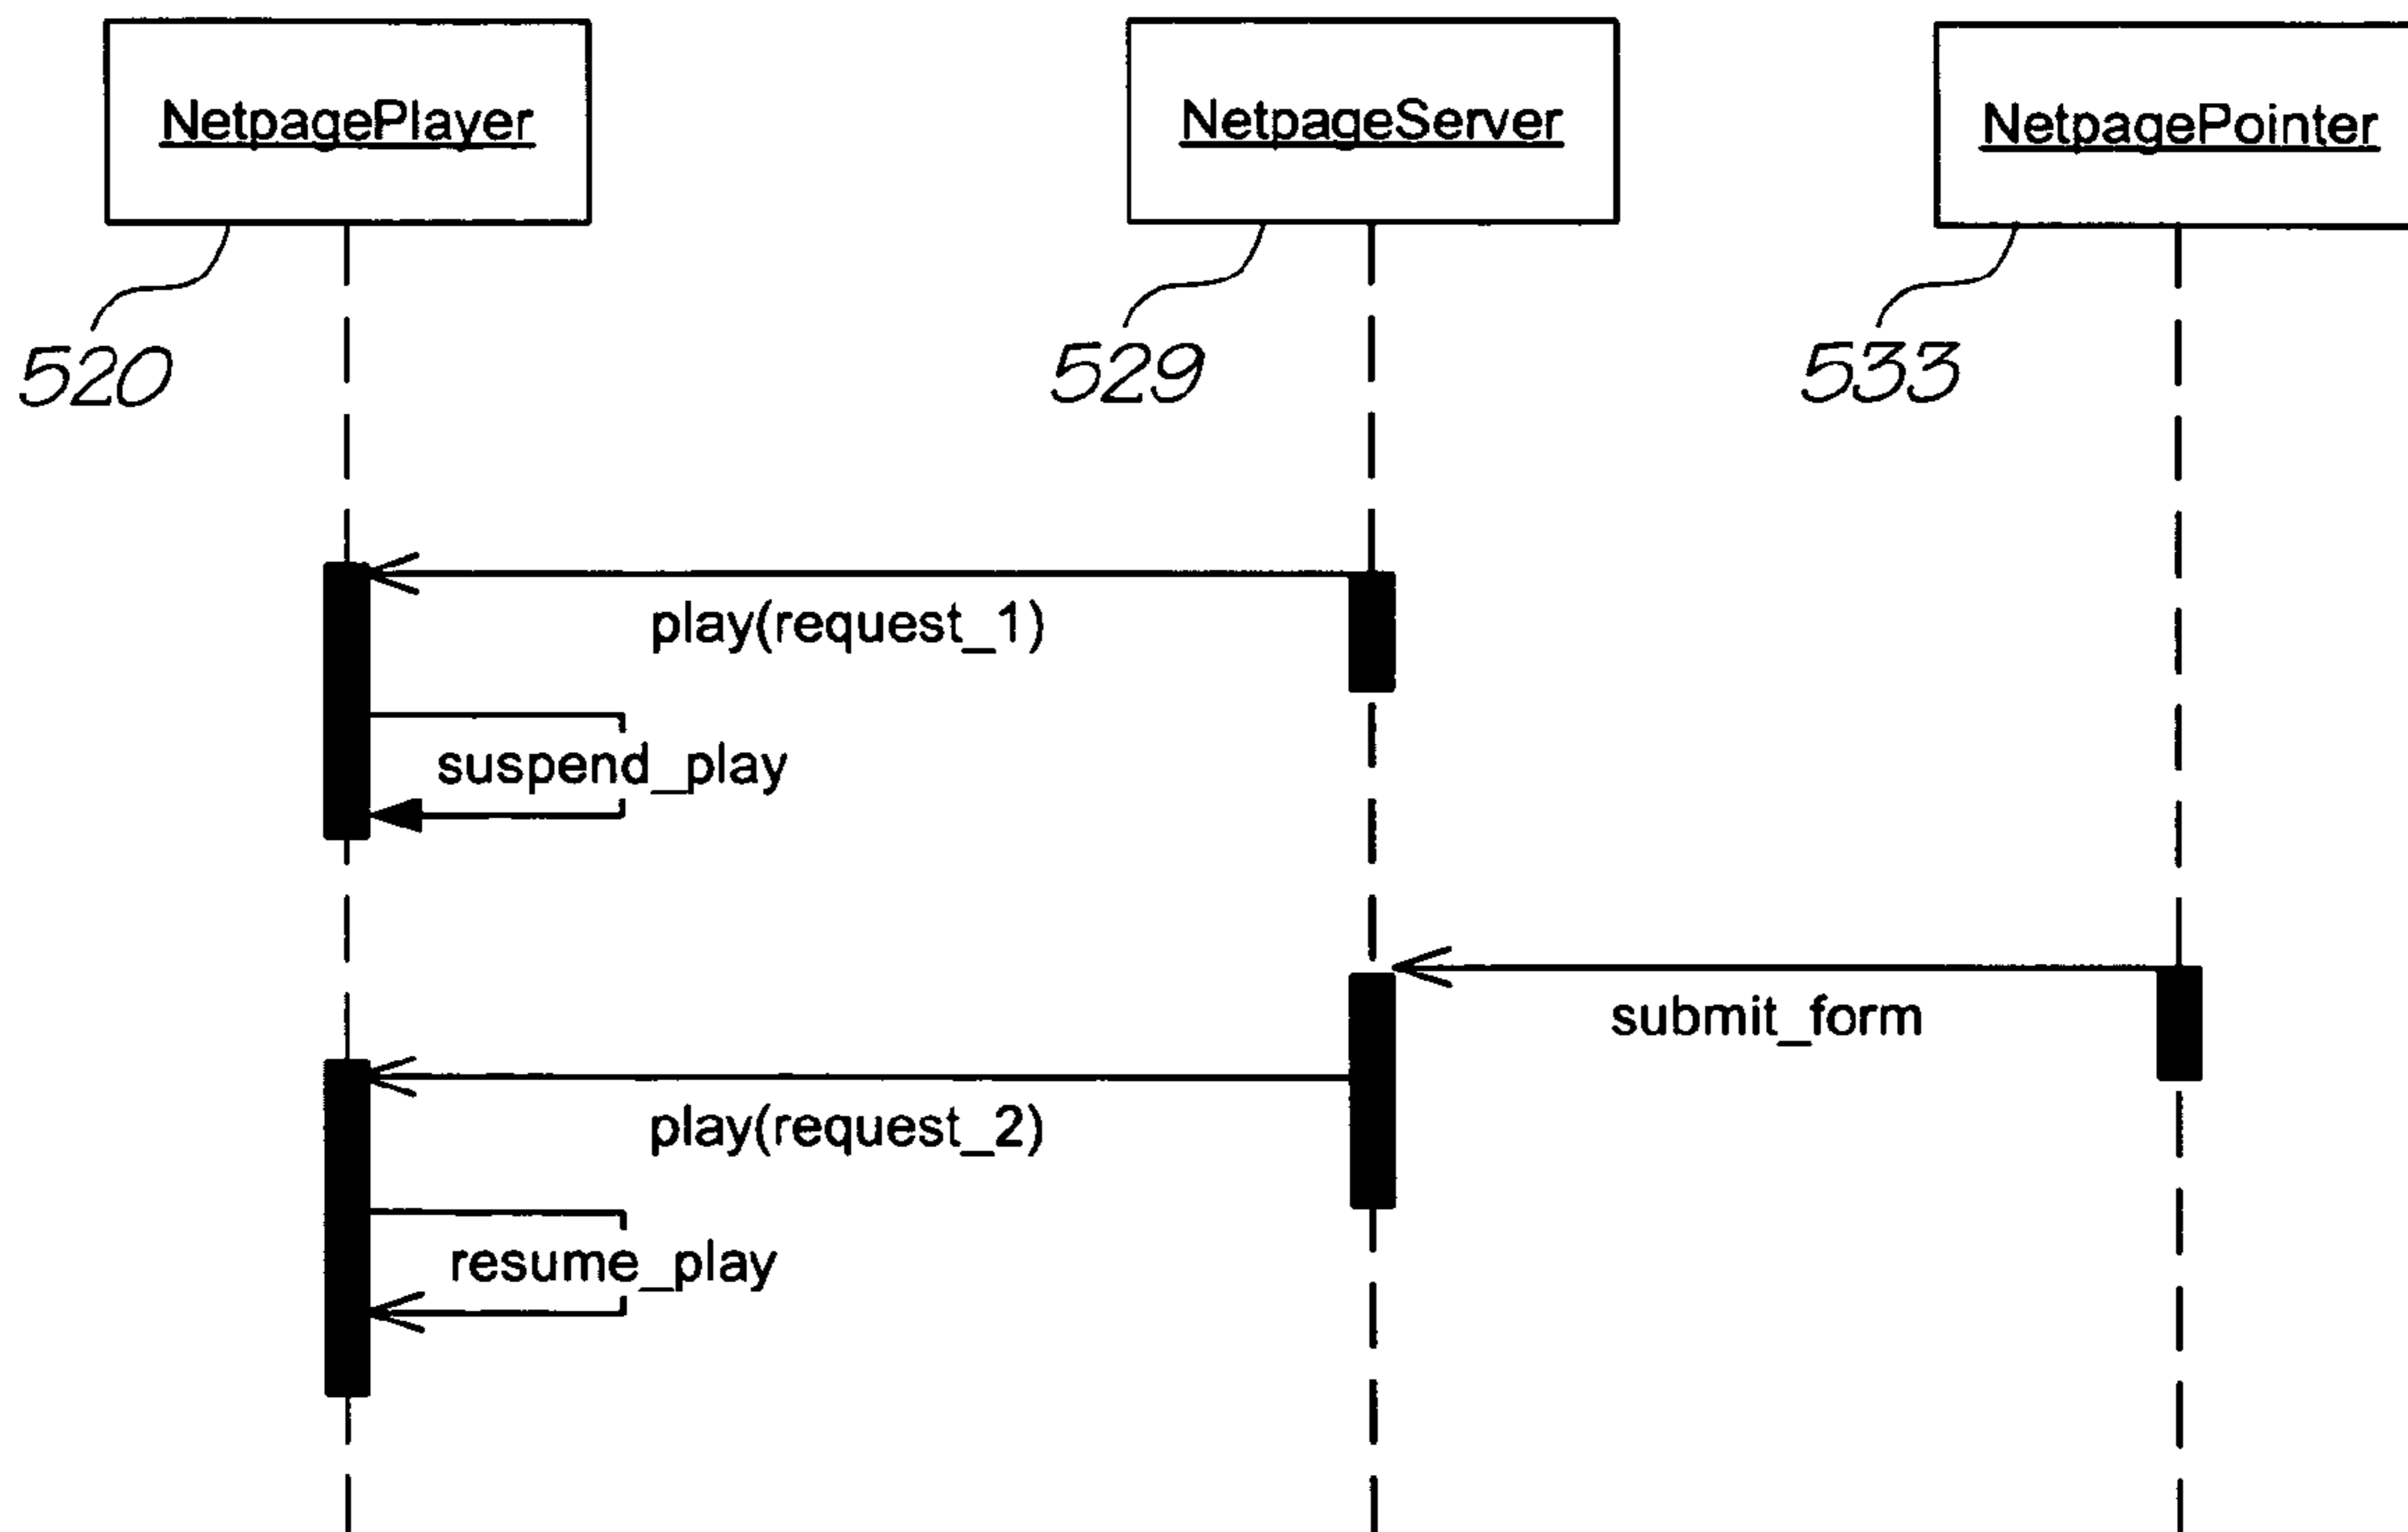 NetpagePlayer
NetpageServer
NetpagePointer
520
529
533
play(request_1)
suspend_play
submit_form
play(request_2)
resume_play